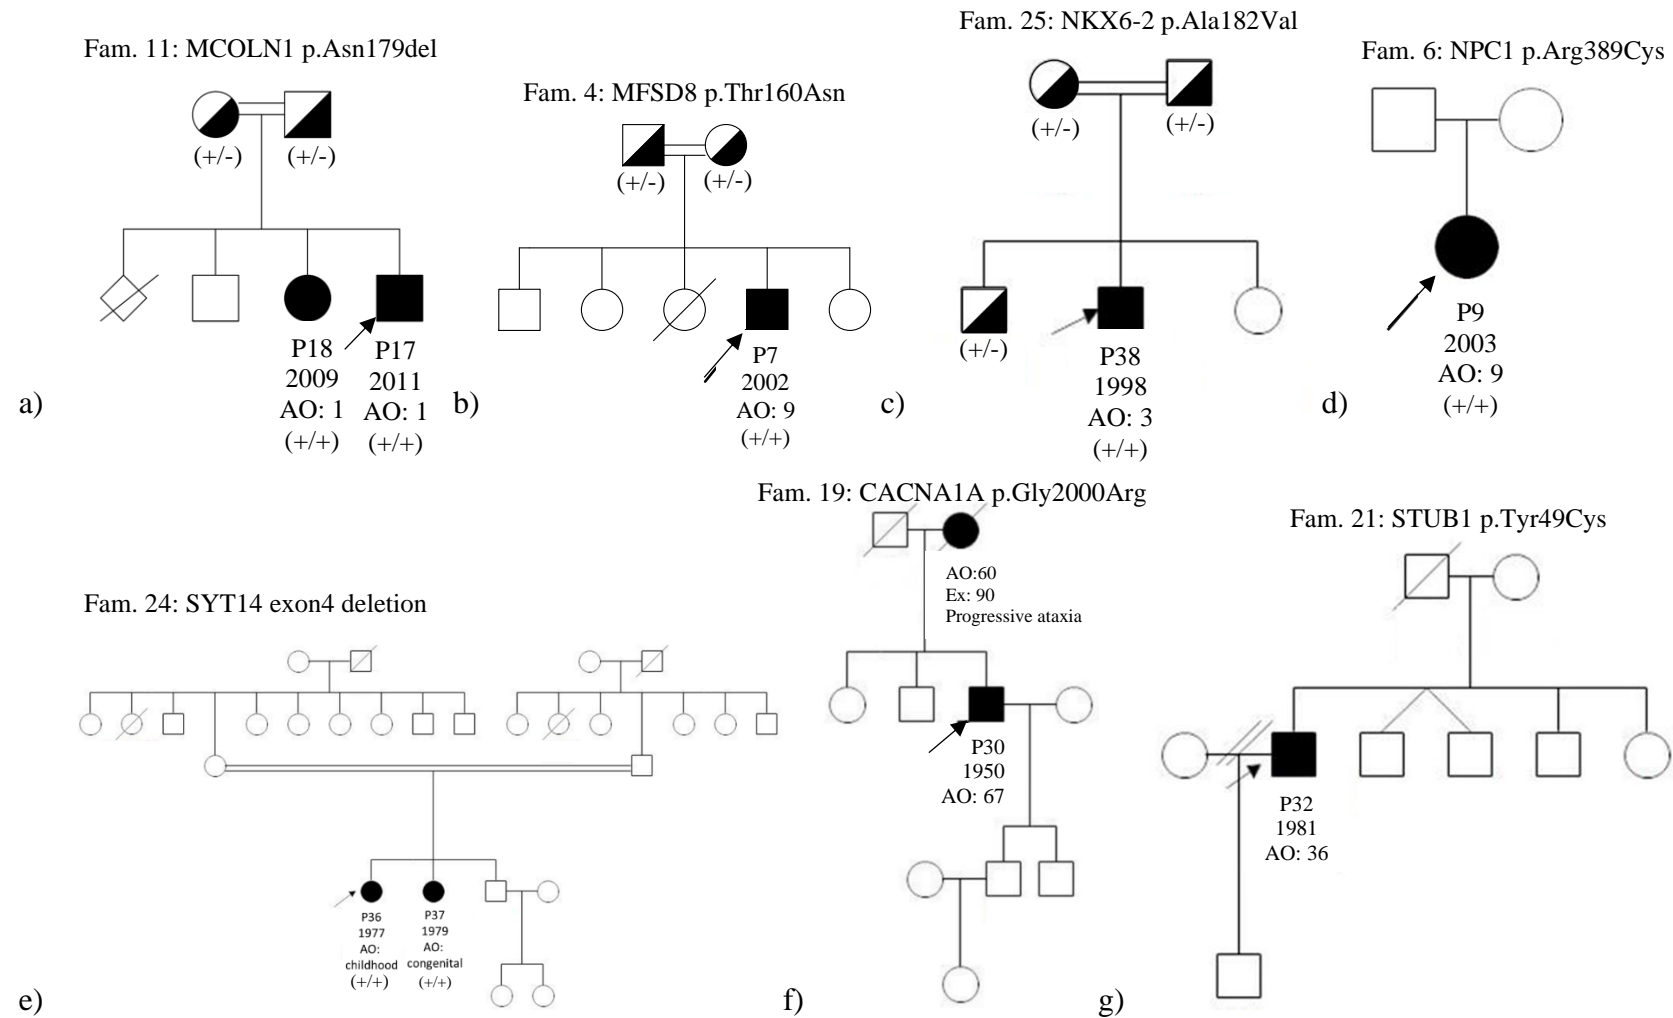 Fam. 11: MCOLN1 p.Asn179del
(+/-) (+/-)
P18
2009
AO: 1
(+/+)
P17
2011
AO: 1
(+/+)
a)
Fam. 4: MFSD8 p.Thr160Asn
(+/-) (+/-)
P7
2002
AO: 9
(+/+)
b)
Fam. 25: NKX6-2 p.Ala182Val
(+/-) (+/-)
(+/-)
P38
1998
AO: 3
(+/+)
c)
Fam. 6: NPC1 p.Arg389Cys
P9
2003
AO: 9
(+/+)
d)
Fam. 24: SYT14 exon4 deletion
P36
1977
AO:
childhood
(+/+)
P37
1979
AO:
congenital
(+/+)
e)
Fam. 19: CACNA1A p.Gly2000Arg
AO:60
Ex: 90
Progressive ataxia
P30
1950
AO: 67
f)
Fam. 21: STUB1 p.Tyr49Cys
P32
1981
AO: 36
g)